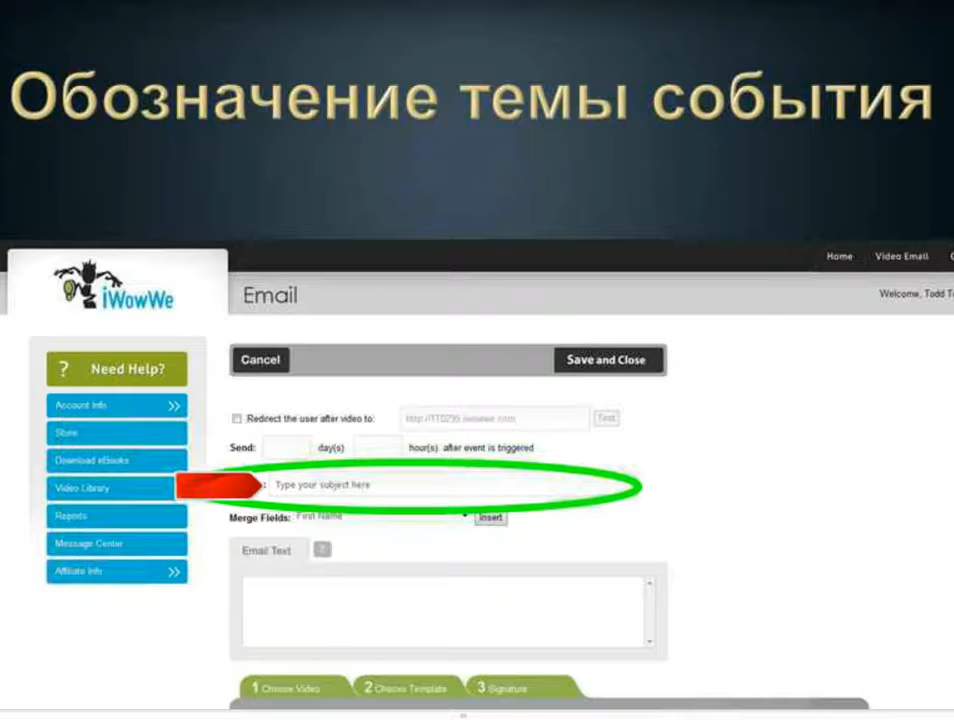 Обозначение темы события
Home Video Email
iWowWe
Email
Welcome, Todd
? Need Help?
Cancel
Save and Close
Account Info
Redirect the user after video to:
Test
Store
Send: day(s) hour(s) after event is triggered
Download eBooks
Video Library
: Type your subject here
Reports
Merge Fields: First Name Insert
Message Center
Email Text ?
Affiliate Info
1 Choose Video
2 Choose Template
3 Signature